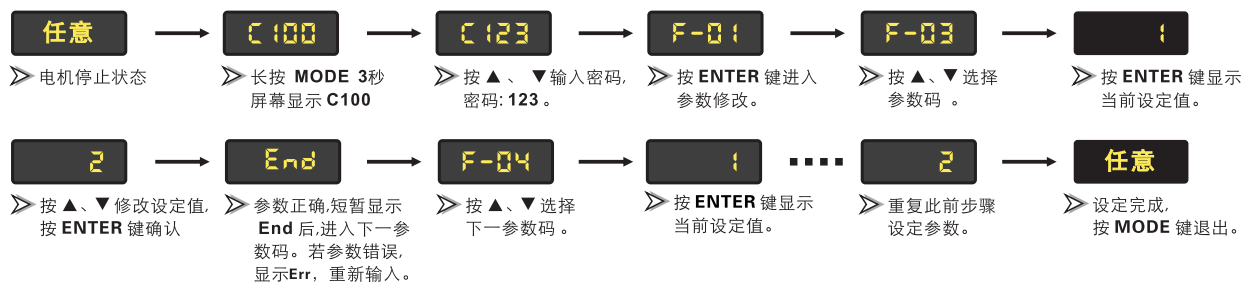 任意
C100
C123
F-01
F-03
1
电机停止状态
长按 MODE 3秒
屏幕显示 C100
按 ▲ 、 ▼输入密码,
密码: 123 。
按 ENTER 键进入
参数修改。
按 ▲、▼ 选择
参数码 。
按 ENTER 键显示
当前设定值。
2
End
F-04
1
2
任意
按 ▲、▼ 修改设定值,
按 ENTER 键确认
参数正确,短暂显示
End 后,进入下一参
数码。若参数错误,
显示Err，重新输入。
按 ▲、▼ 选择
下一参数码 。
按 ENTER 键显示
当前设定值。
重复此前步骤
设定参数。
设定完成,
按 MODE 键退出。